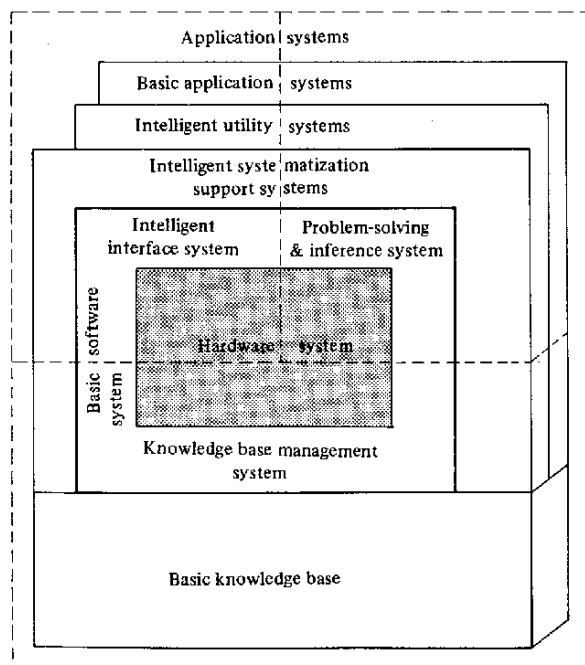 Application systems
Basic application systems
Intelligent utility systems
Intelligent systematization
support systems
Intelligent
interface system
Problem-solving
& inference system
Basic software
system
Hardware system
Knowledge base management
system
Basic knowledge base